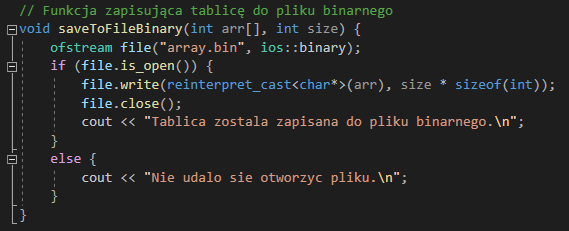 // Funkcja zapisująca tablicę do pliku binarnego
void saveToFileBinary(int arr[], int size) {
    ofstream file("array.bin", ios::binary);
    if (file.is_open()) {
        file.write(reinterpret_cast<char*>(arr), size * sizeof(int));
        file.close();
        cout << "Tablica zostala zapisana do pliku binarnego.\n";
    }
    else {
        cout << "Nie udalo sie otworzyc pliku.\n";
    }
}